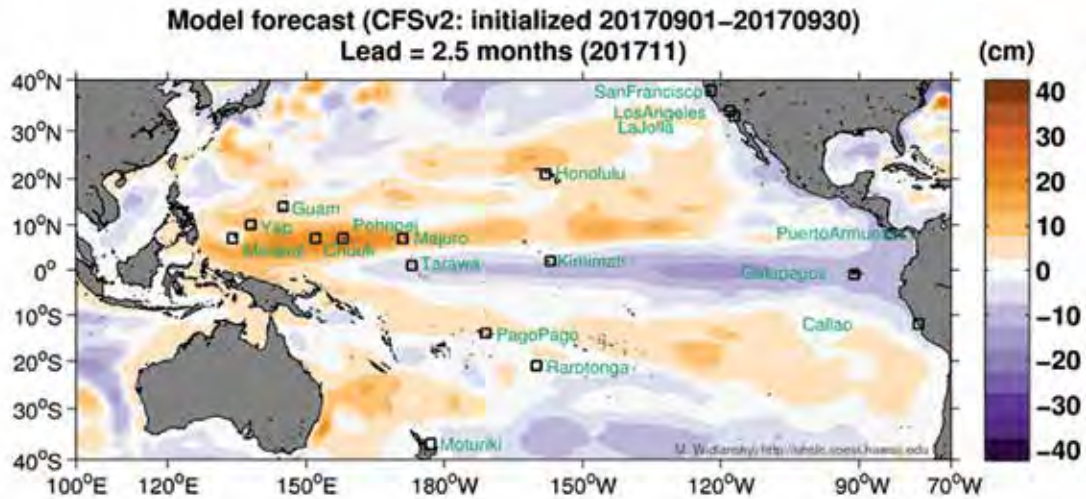 Model forecast (CFSv2: initialized 20170901−20170930)
Lead = 2.5 months (201711)
(cm)
40°N
30°N
20°N
10°N
0°
10°S
20°S
30°S
40°S
SanFrancisco
LosAngeles
LaJolla
Honolulu
Guam
Yap
Pohnpei
Majuro
Malakal
Chuuk
PuertoArmuelles
Tarawa
Kirimati
Galapagos
Callao
PagoPago
Rarotonga
Moturiki
100°E
120°E
150°E
180°W
150°W
120°W
90°W
70°W
40
30
20
10
0
−10
−20
−30
−40